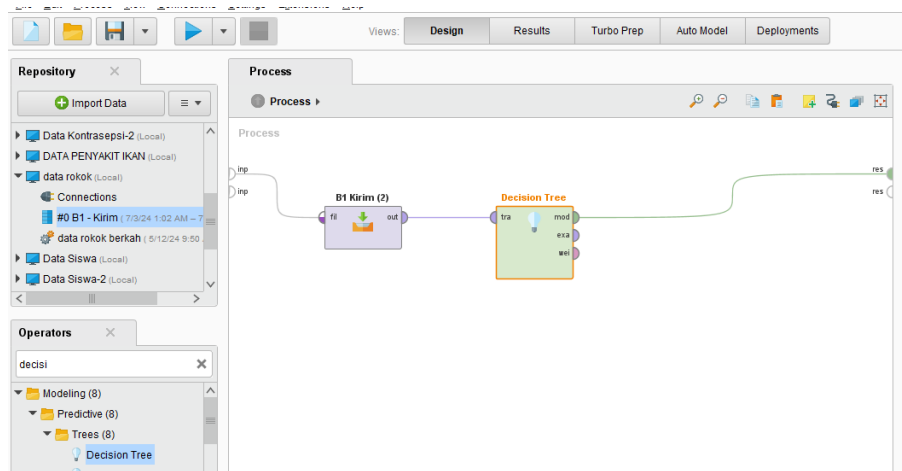 Views:
Design
Results
Turbo Prep
Auto Model
Deployments
Repository
Import Data
Data Kontrasepsi-2 (Local)
DATA PENYAKIT IKAN (Local)
data rokok (Local)
Connections
#0 B1 - Kirim ( 7/3/24 1:02 AM – 7
data rokok berkah ( 5/12/24 9:50
Data Siswa (Local)
Data Siswa-2 (Local)
Operators
decisi
Modeling (8)
Predictive (8)
Trees (8)
Decision Tree
Process
Process
Process
inp
inp
B1 Kirim (2)
fil
out
Decision Tree
tra
mod
exa
wei
res
res